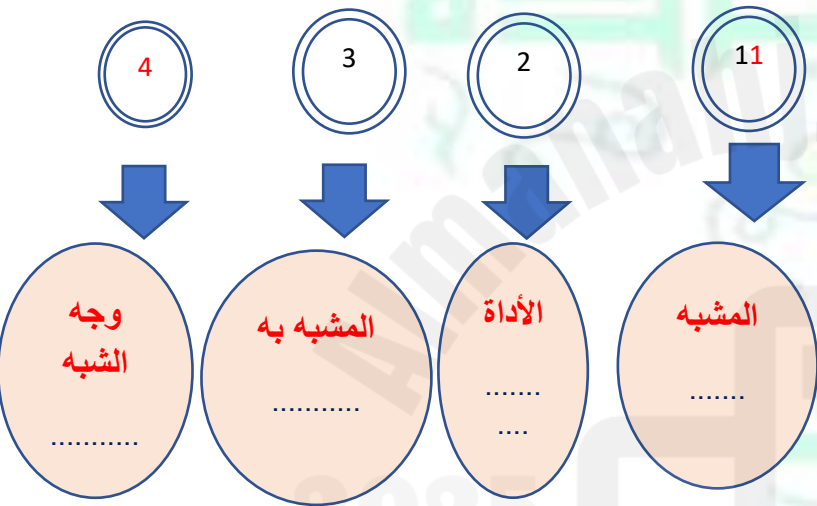 11
2
3
4
المشبه
.......
الأداة
.......
....
المشبه به
...........
وجه
الشبه
...........